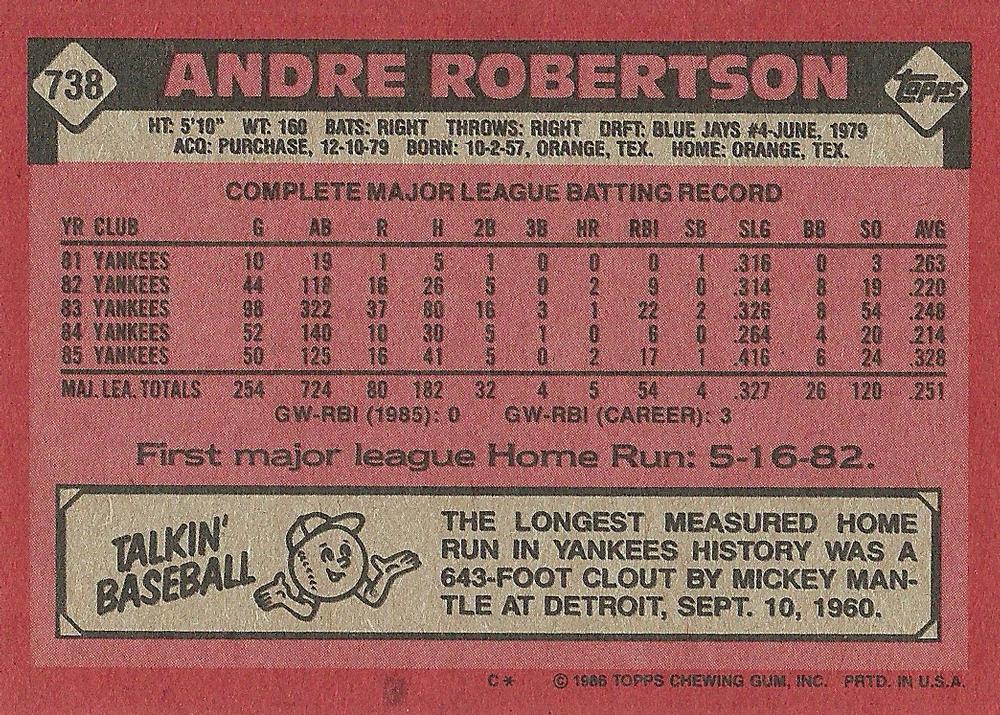 738 ANDRE ROBERTSON Topps
HT: 5'10" WT: 160 BATS: RIGHT THROWS: RIGHT DRFT: BLUE JAYS #4-JUNE, 1979
ACQ: PURCHASE, 12-10-79 BORN: 10-2-57, ORANGE, TEX. HOME: ORANGE, TEX.
COMPLETE MAJOR LEAGUE BATTING RECORD
YR CLUB G AB R H 2B 3B HR RBI SB SLG BB SO AVG
81 YANKEES 10 19 1 5 1 0 0 0 1 .316 0 3 .263
82 YANKEES 44 118 16 26 5 0 2 9 0 .314 8 19 .220
83 YANKEES 98 322 37 80 16 3 1 22 2 .326 8 54 .248
84 YANKEES 52 140 10 30 5 1 0 6 0 .264 4 20 .214
85 YANKEES 50 125 16 41 5 0 2 17 1 .416 6 24 .328
MAJ. LEA. TOTALS 254 724 80 182 32 4 5 54 4 .327 26 120 .251
GW-RBI (1985): 0 GW-RBI (CAREER): 3
First major league Home Run: 5-16-82.
TALKIN'
BASEBALL
THE LONGEST MEASURED HOME
RUN IN YANKEES HISTORY WAS A
643-FOOT CLOUT BY MICKEY MAN-
TLE AT DETROIT, SEPT. 10, 1960.
C* © 1986 TOPPS CHEWING GUM, INC. PRTD. IN U.S.A.